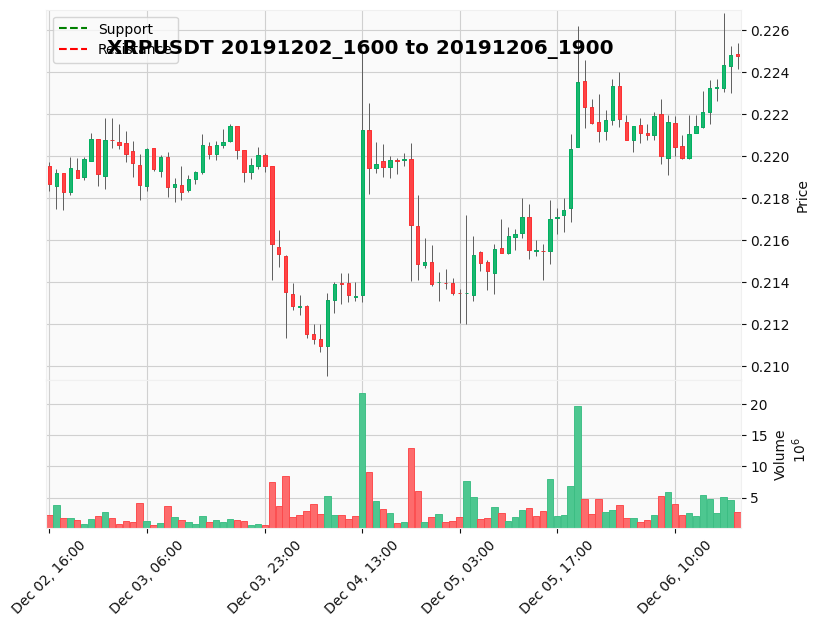 Support
Resistance
XRPUSDT 20191202_1600 to 20191206_1900
0.226
0.224
0.222
0.220
0.218
0.216
0.214
0.212
0.210
Price
20
15
10
5
Volume
10^6
Dec 02, 16:00
Dec 03, 06:00
Dec 03, 23:00
Dec 04, 13:00
Dec 05, 03:00
Dec 05, 17:00
Dec 06, 10:00